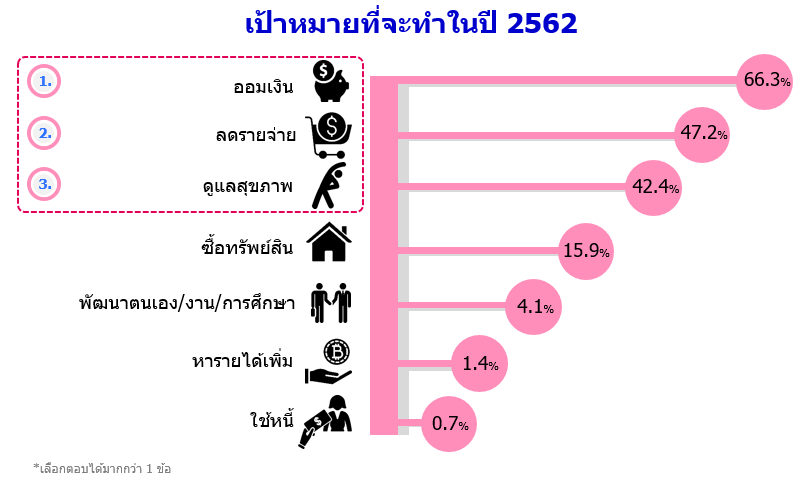 เป้าหมายที่จะทำในปี 2562
1. ออมเงิน 66.3%
2. ลดรายจ่าย 47.2%
3. ดูแลสุขภาพ 42.4%
ซื้อทรัพย์สิน 15.9%
พัฒนาตนเอง/งาน/การศึกษา 4.1%
หารายได้เพิ่ม 1.4%
ใช้หนี้ 0.7%
*เลือกตอบได้มากกว่า 1 ข้อ